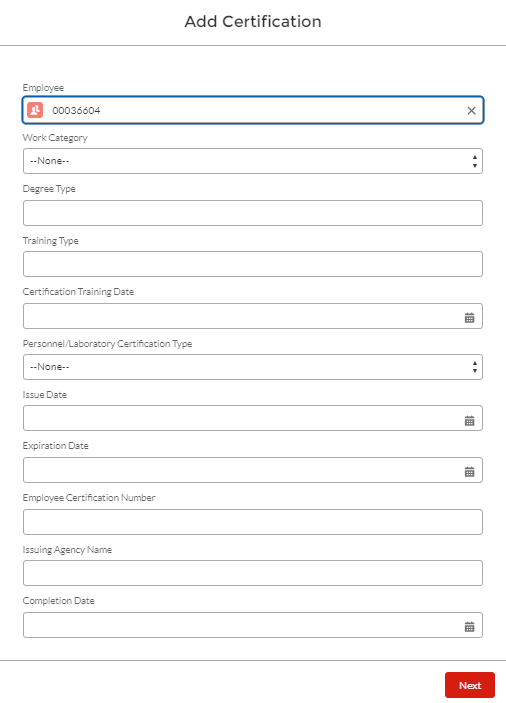 Add Certification
Employee
00036604
Work Category
--None--
Degree Type
Training Type
Certification Training Date
Personnel/Laboratory Certification Type
--None--
Issue Date
Expiration Date
Employee Certification Number
Issuing Agency Name
Completion Date
Next